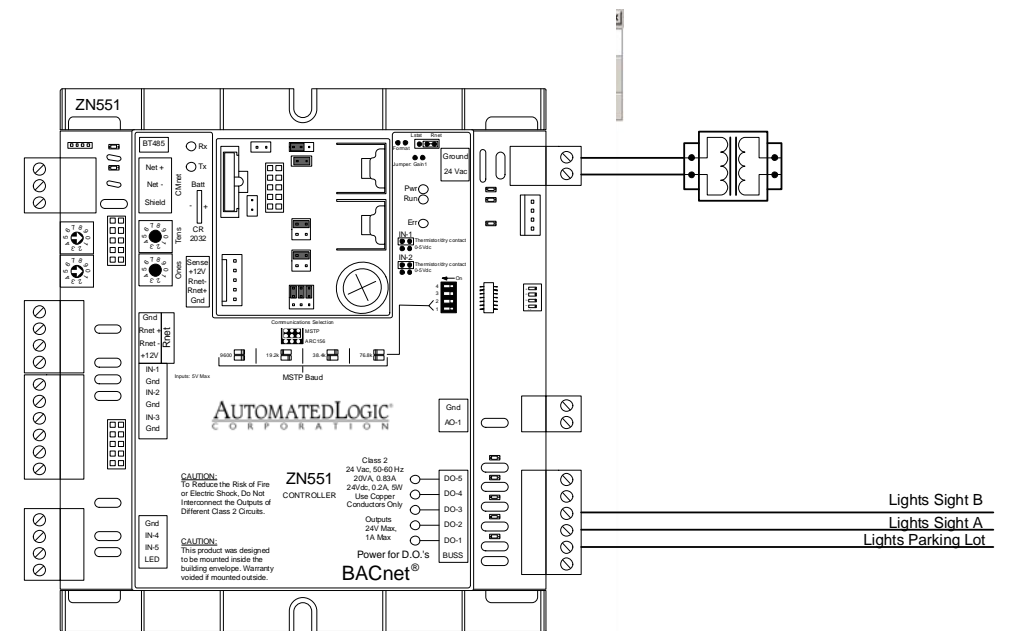 ZN551
BT485
Net +
Net -
Shield
CMnet
Rx
Tx
Batt
- +
CR
2032
Tens
Ones
Sense
+12V
Rnet-
Rnet+
Gnd
Lstat Rnet
Format
Jumper: Gain1
Ground
24 Vac
Pwr
Run
Err
IN-1
Thermistor/dry contact
0-5Vdc
IN-2
Thermistor/dry contact
0-5Vdc
On
4
3
2
1
Gnd
Rnet +
Rnet -
+12V
Rnet
Communications Selection
MSTP
ARC156
9600 19.2k 38.4k 76.8k
MSTP Baud
IN-1
Gnd
IN-2
Gnd
IN-3
Gnd
Inputs: 5V Max
AUTOMATEDLOGIC®
CORPORATION
Gnd
AO-1
CAUTION:
To Reduce the Risk of Fire
or Electric Shock, Do Not
Interconnect the Outputs of
Different Class 2 Circuits.
ZN551
CONTROLLER
Class 2
24 Vac, 50-60 Hz
20VA, 0.83A
24Vdc, 0.2A, 5W
Use Copper
Conductors Only
Outputs
24V Max,
1A Max
DO-5
DO-4
DO-3
DO-2
DO-1
BUSS
Gnd
IN-4
IN-5
LED
CAUTION:
This product was designed
to be mounted inside the
building envelope. Warranty
voided if mounted outside.
Power for D.O.'s
BACnet®
Lights Sight B
Lights Sight A
Lights Parking Lot